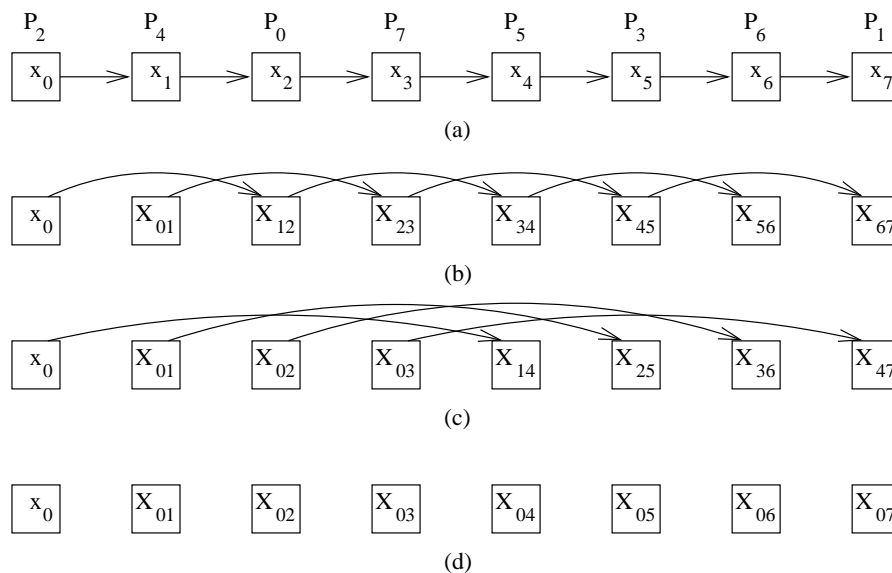 P2 P4 P0 P7 P5 P3 P6 P1
x0 x1 x2 x3 x4 x5 x6 x7
(a)
x0 X01 X12 X23 X34 X45 X56 X67
(b)
x0 X01 X02 X03 X14 X25 X36 X47
(c)
x0 X01 X02 X03 X04 X05 X06 X07
(d)